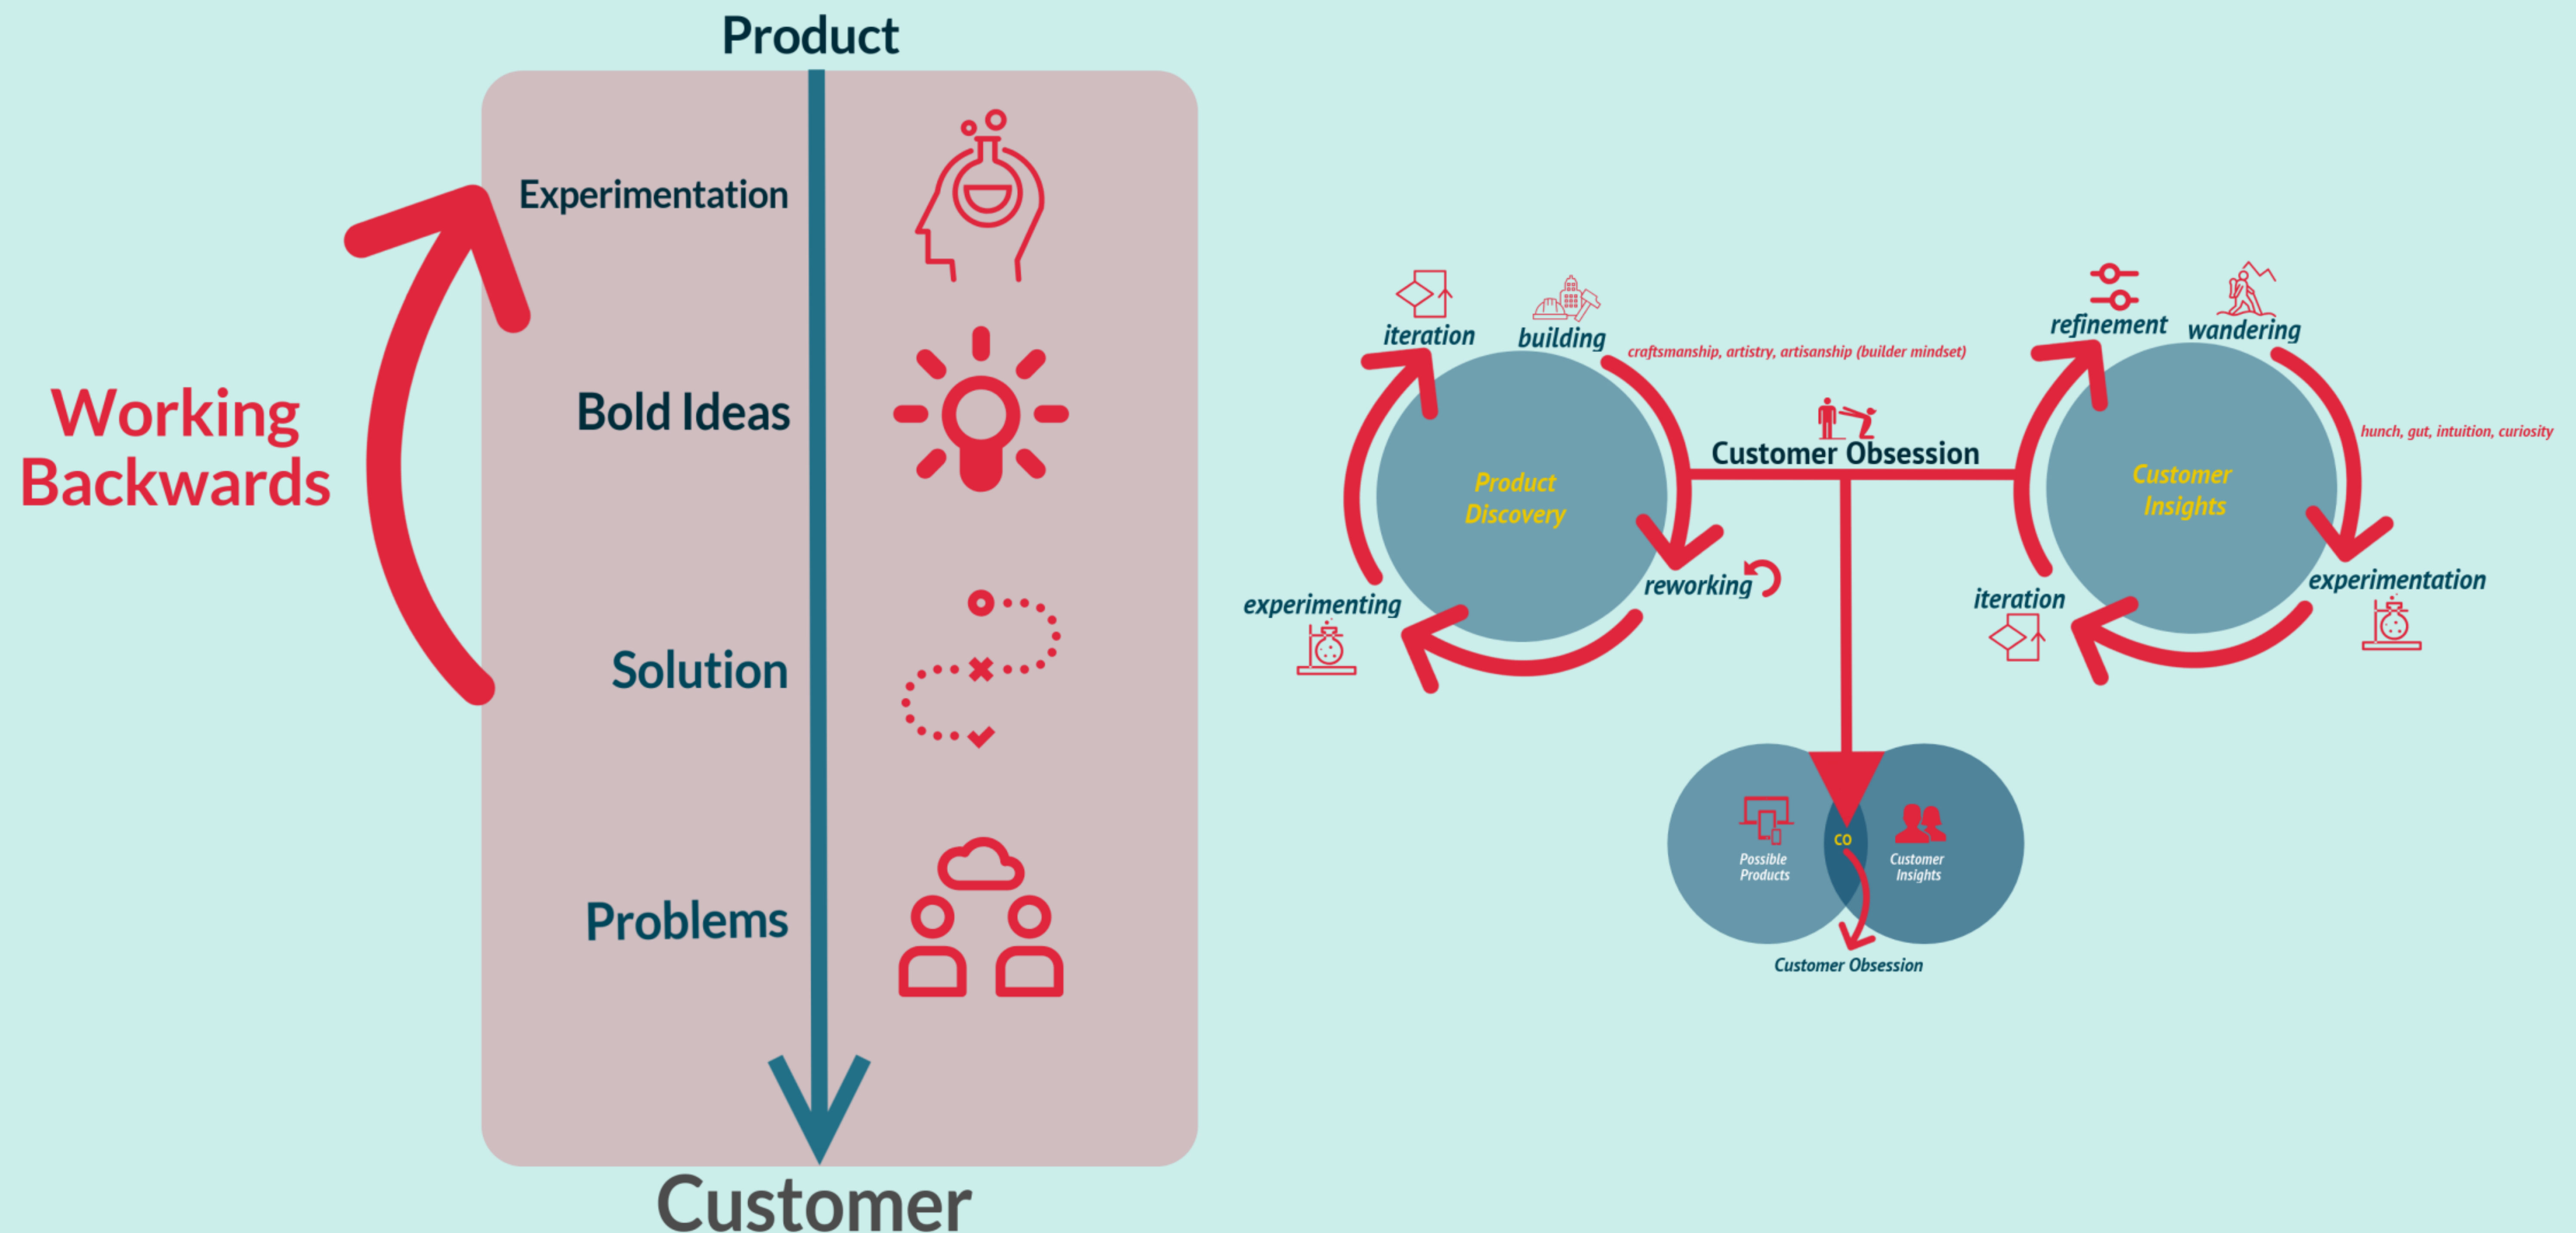 Product
Experimentation
Bold Ideas
Working
Backwards
Solution
Problems
Customer
iteration
building
craftsmanship, artistry, artisanship (builder mindset)
Product
Discovery
reworking
experimenting
Customer Obsession
refinement
wandering
hunch, gut, intuition, curiosity
Customer
Insights
experimentation
iteration
Possible
Products
CO
Customer
Insights
Customer Obsession